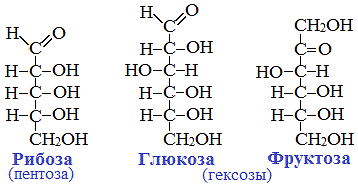 H O
C
H–C–OH
H–C–OH
H–C–OH
CH₂OH
Рибоза
(пентоза)
H O
C
H–C–OH
HO–C–H
H–C–OH
H–C–OH
CH₂OH
Глюкоза
CH₂OH
C=O
HO–C–H
H–C–OH
H–C–OH
CH₂OH
Фруктоза
(гексозы)